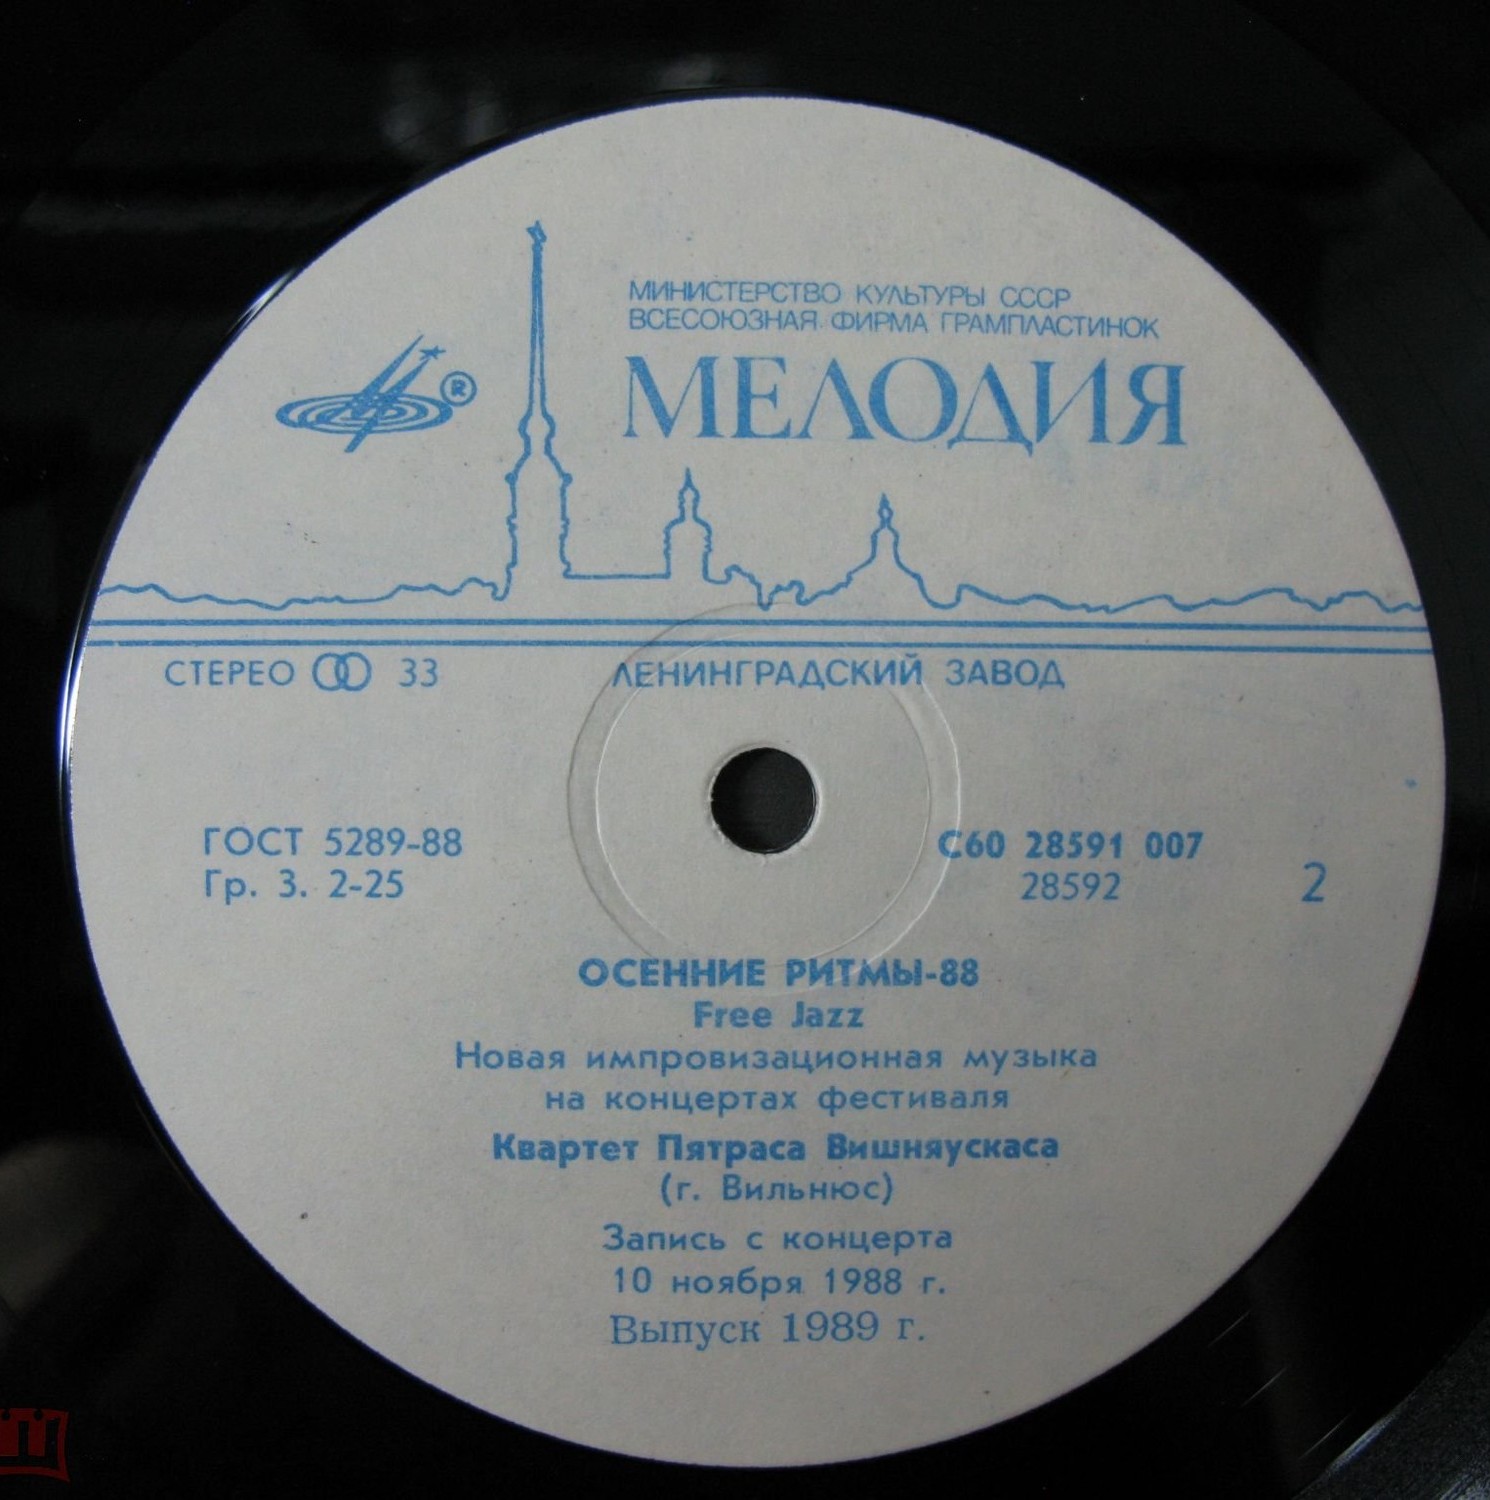 МИНИСТЕРСТВО КУЛЬТУРЫ СССР
ВСЕСОЮЗНАЯ ФИРМА ГРАМПЛАСТИНОК
МЕЛОДИЯ
®
СТЕРЕО 33
ЛЕНИНГРАДСКИЙ ЗАВОД
ГОСТ 5289-88
Гр. 3. 2-25
С60 28591 007
28592
2
ОСЕННИЕ РИТМЫ-88
Free Jazz
Новая импровизационная музыка
на концертах фестиваля
Квартет Пятраса Вишняускаса
(г. Вильнюс)
Запись с концерта
10 ноября 1988 г.
Выпуск 1989 г.